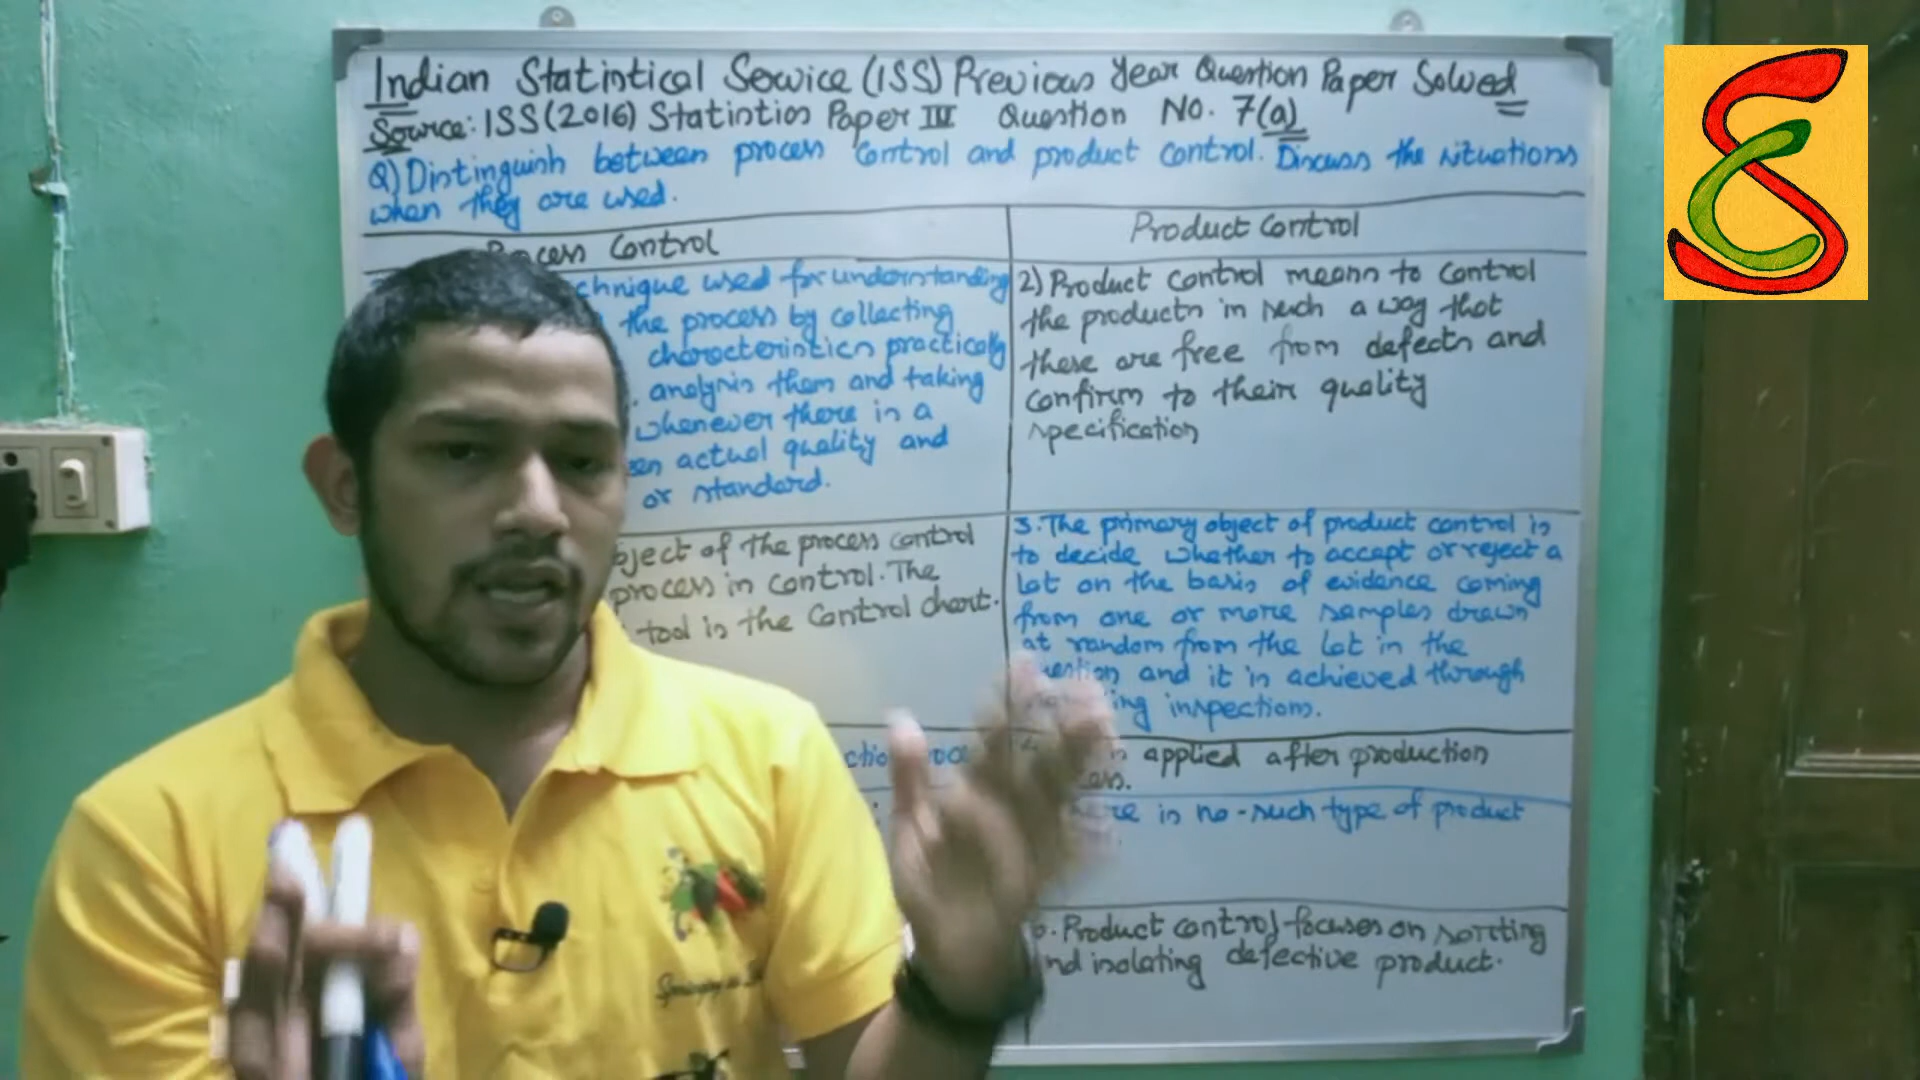 Indian Statistical Service (ISS) Previous Year Question Paper Solved
Source: ISS (2016) Statistics Paper III Question No. 7(a)
Q) Distinguish between process control and product control. Discuss the situations
when they are used.
Process Control
Product Control
technique used for understanding
the process by collecting
characteristics practically
analysis them and taking
whenever there is a
actual quality and
or standard.
2) Product control means to control
the products in such a way that
these are free from defects and
confirm to their quality
specification
object of the process control
process in control. The
tool is the control chart.
3. The primary object of product control is
to decide whether to accept or reject a
lot on the basis of evidence coming
from one or more samples drawn
at random from the lot in the
and it is achieved through
inspections.
applied after production
is no-such type of product
6. Product control focuses on sorting
and isolating defective product.